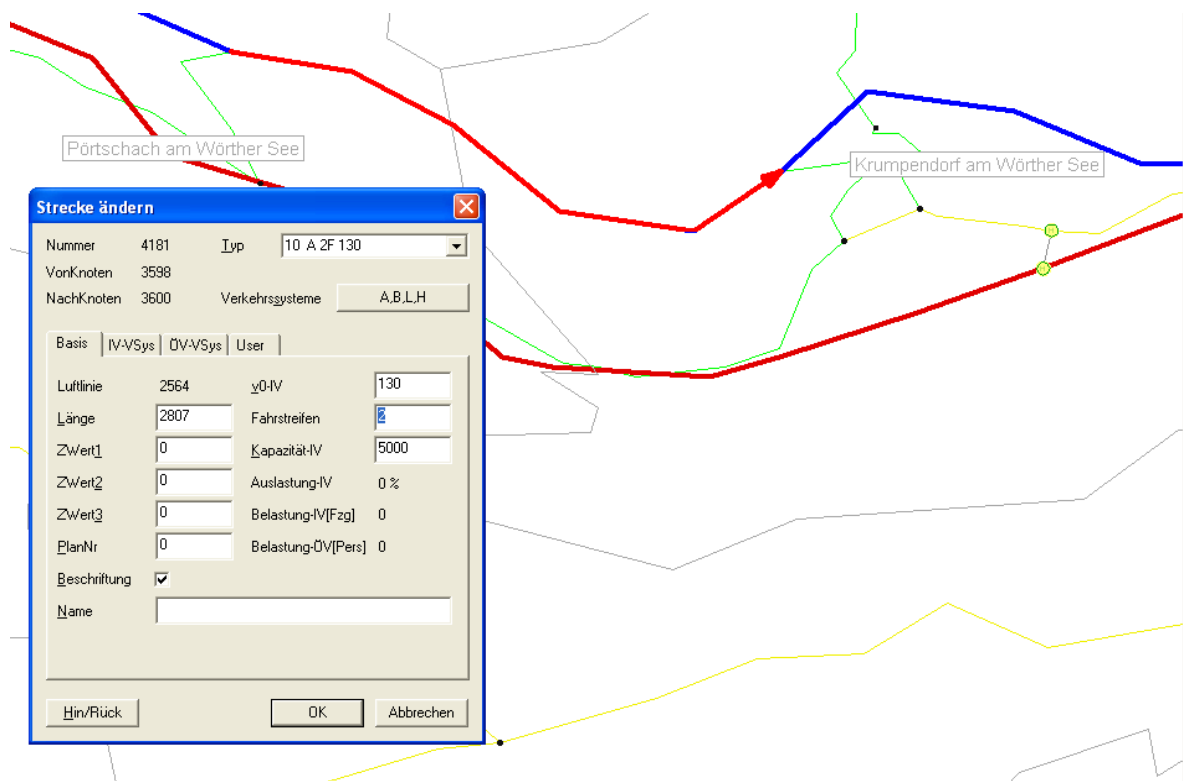 Pörtschach am Wörther See
Krumpendorf am Wörther See
Strecke ändern
Nummer 4181 Typ 10 A 2F 130
VonKnoten 3598
NachKnoten 3600 Verkehrssysteme A,B,L,H
Basis IV-VSys ÖV-VSys User
Luftlinie 2564 v0-IV 130
Länge 2807 Fahrstreifen 2
ZWert1 0 Kapazität-IV 5000
ZWert2 0 Auslastung-IV 0 %
ZWert3 0 Belastung-IV[Fzg] 0
PlanNr 0 Belastung-ÖV[Pers] 0
Beschriftung
Name
Hin/Rück OK Abbrechen